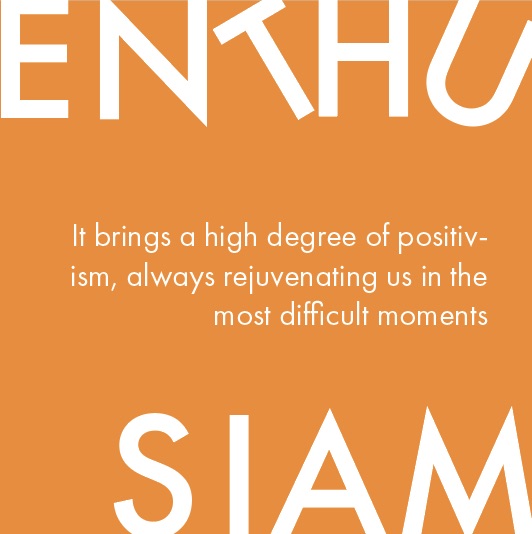 ENTHU
It brings a high degree of positiv-
ism, always rejuvenating us in the
most difficult moments
SIAM